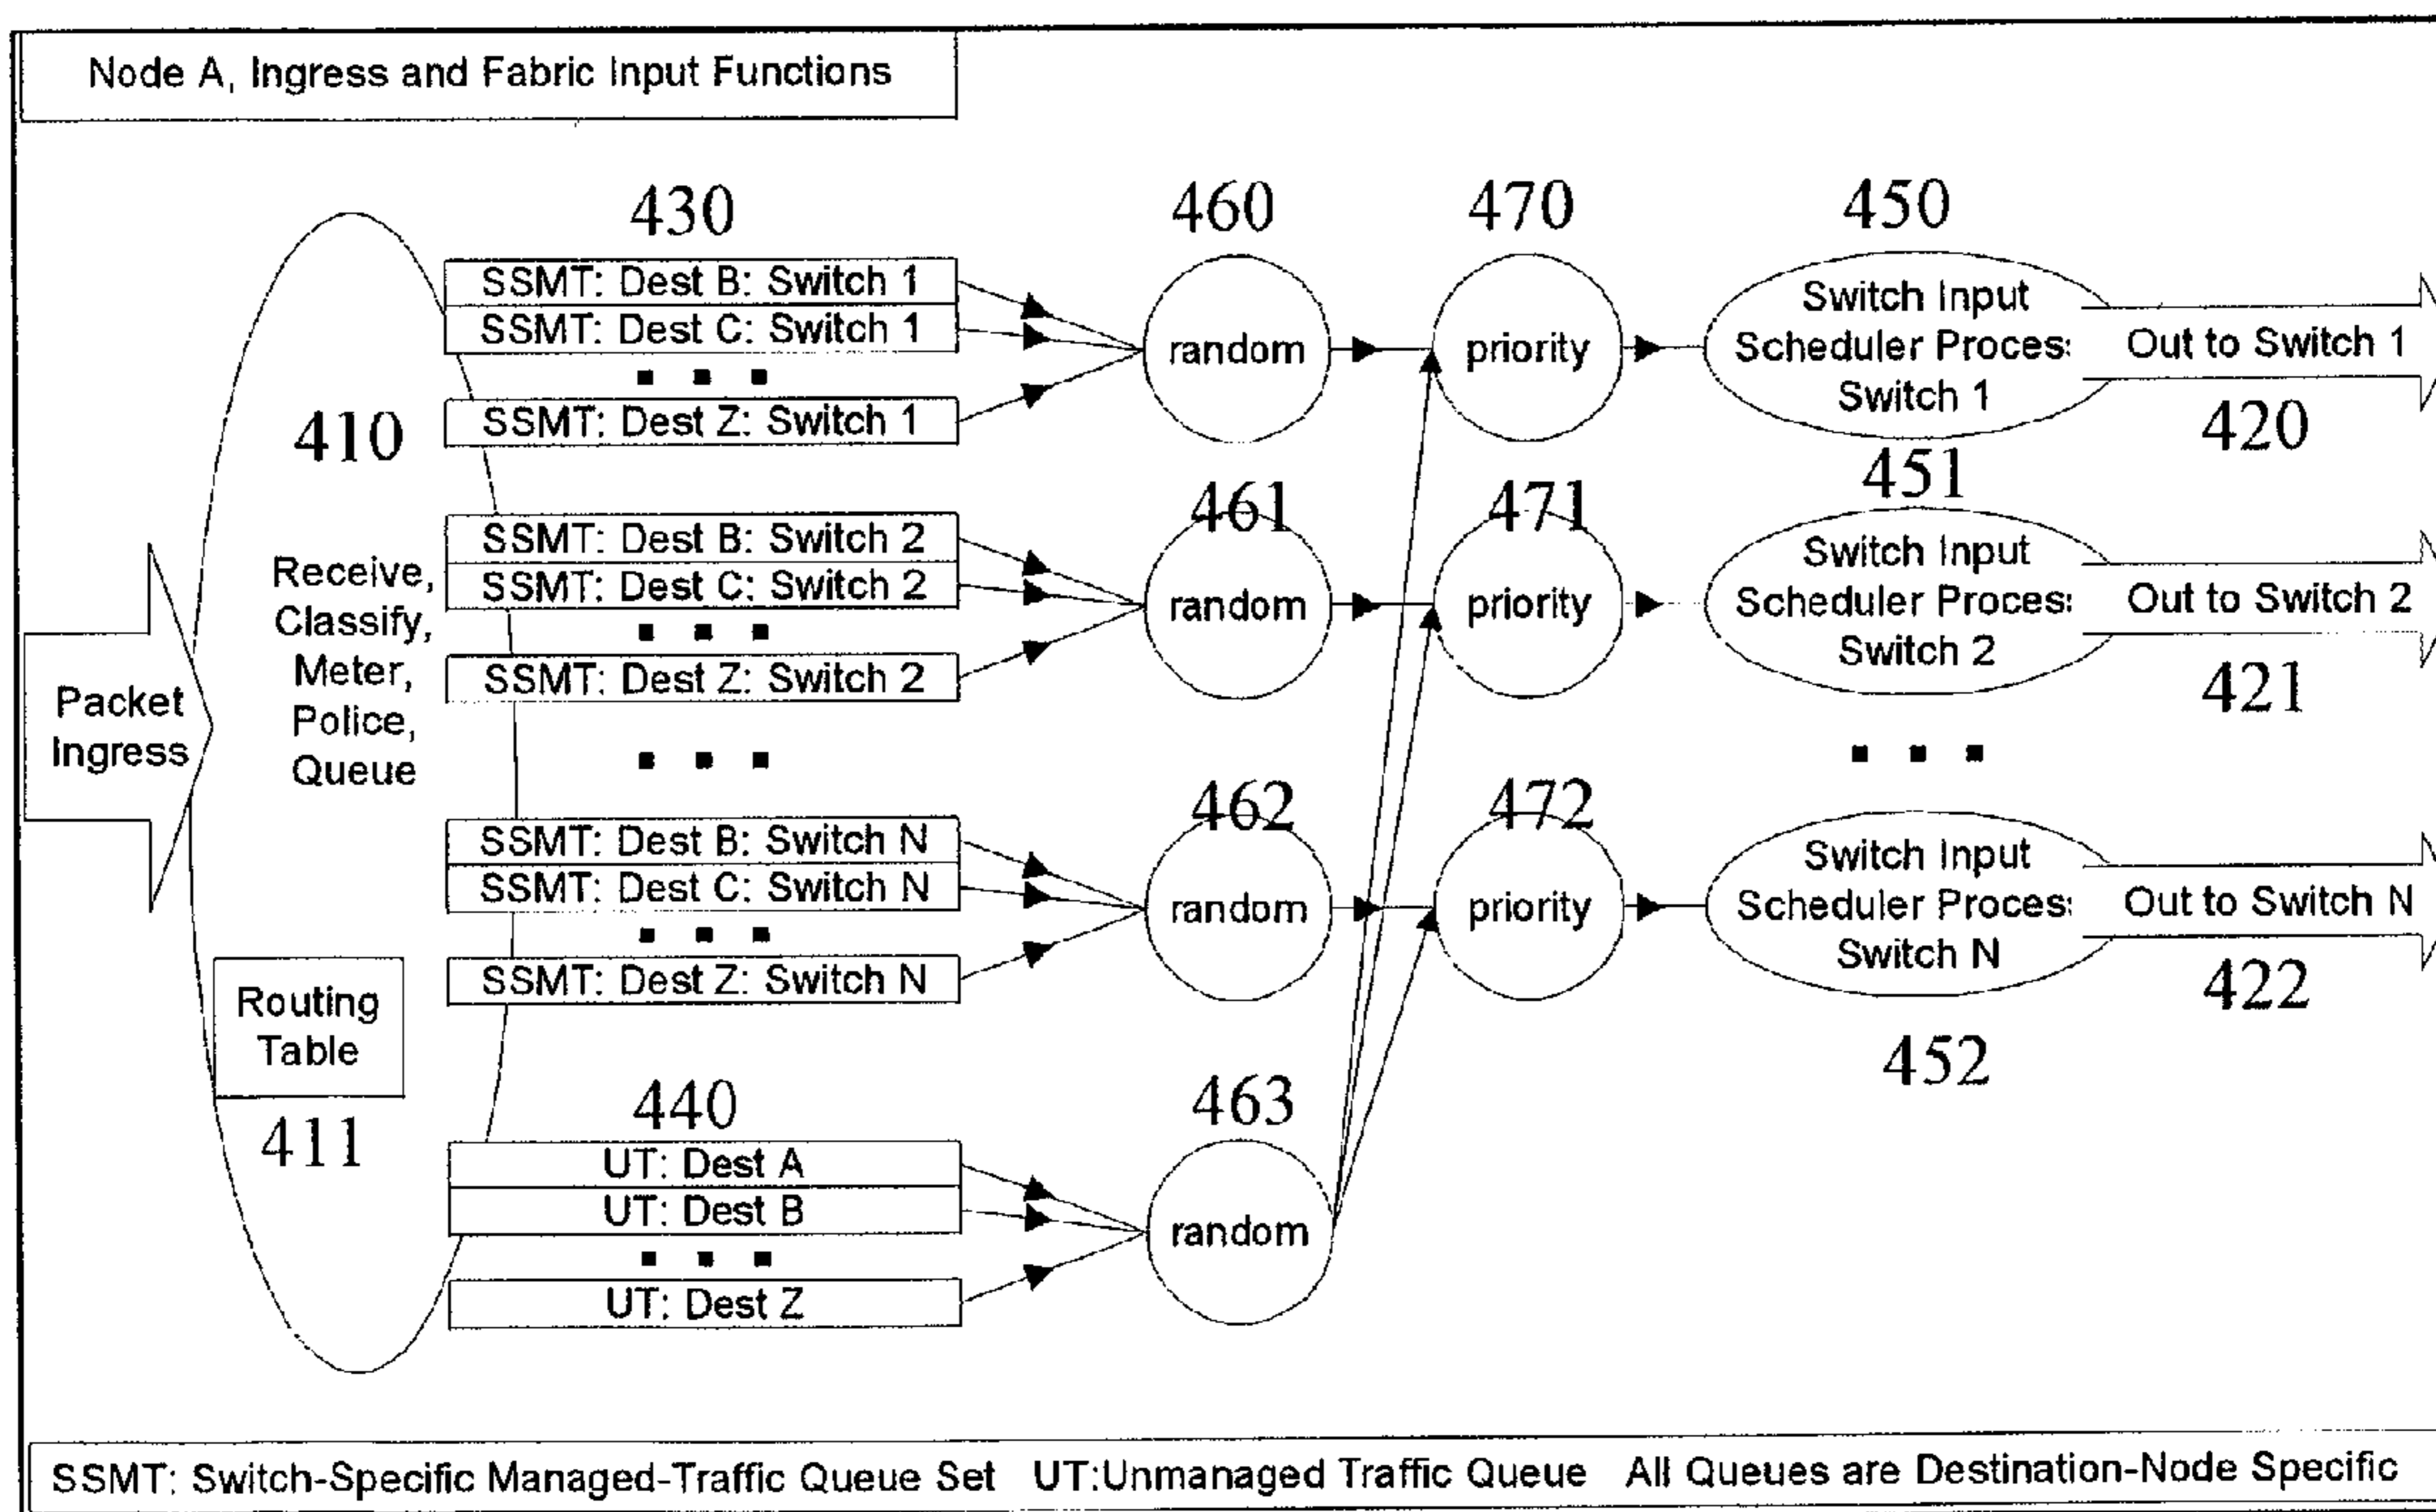 Node A, Ingress and Fabric Input Functions
430
460
470
450
SSMT: Dest B: Switch 1
SSMT: Dest C: Switch 1
SSMT: Dest Z: Switch 1
random
priority
Switch Input
Scheduler Proces
Switch 1
Out to Switch 1
420
410
Receive,
Classify,
Meter,
Police,
Queue
Packet
Ingress
461
471
451
SSMT: Dest B: Switch 2
SSMT: Dest C: Switch 2
SSMT: Dest Z: Switch 2
random
priority
Switch Input
Scheduler Proces
Switch 2
Out to Switch 2
421
462
472
SSMT: Dest B: Switch N
SSMT: Dest C: Switch N
SSMT: Dest Z: Switch N
random
priority
Switch Input
Scheduler Proces
Switch N
Out to Switch N
422
452
Routing
Table
411
440
463
UT: Dest A
UT: Dest B
UT: Dest Z
random
SSMT: Switch-Specific Managed-Traffic Queue Set UT:Unmanaged Traffic Queue All Queues are Destination-Node Specific